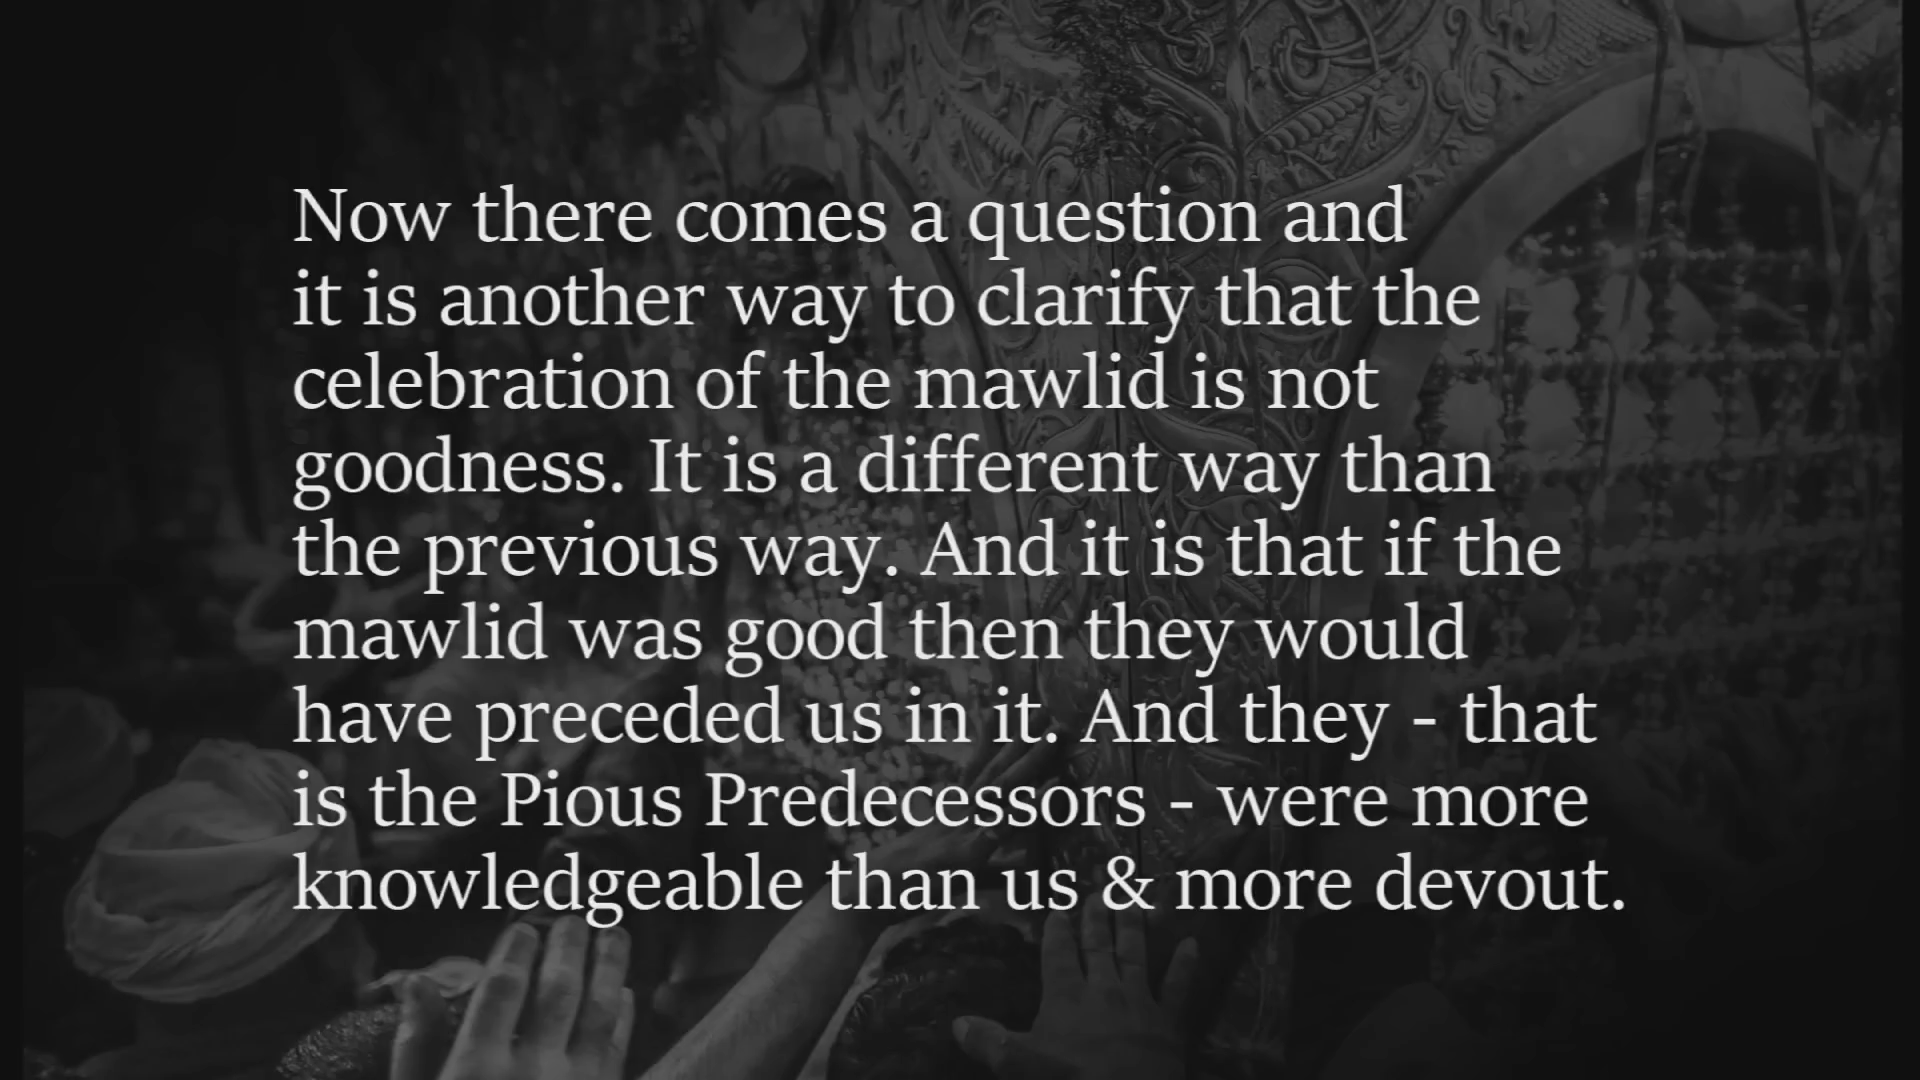 Now there comes a question and
it is another way to clarify that the
celebration of the mawlid is not
goodness. It is a different way than
the previous way. And it is that if the
mawlid was good then they would
have preceded us in it. And they - that
is the Pious Predecessors - were more
knowledgeable than us & more devout.